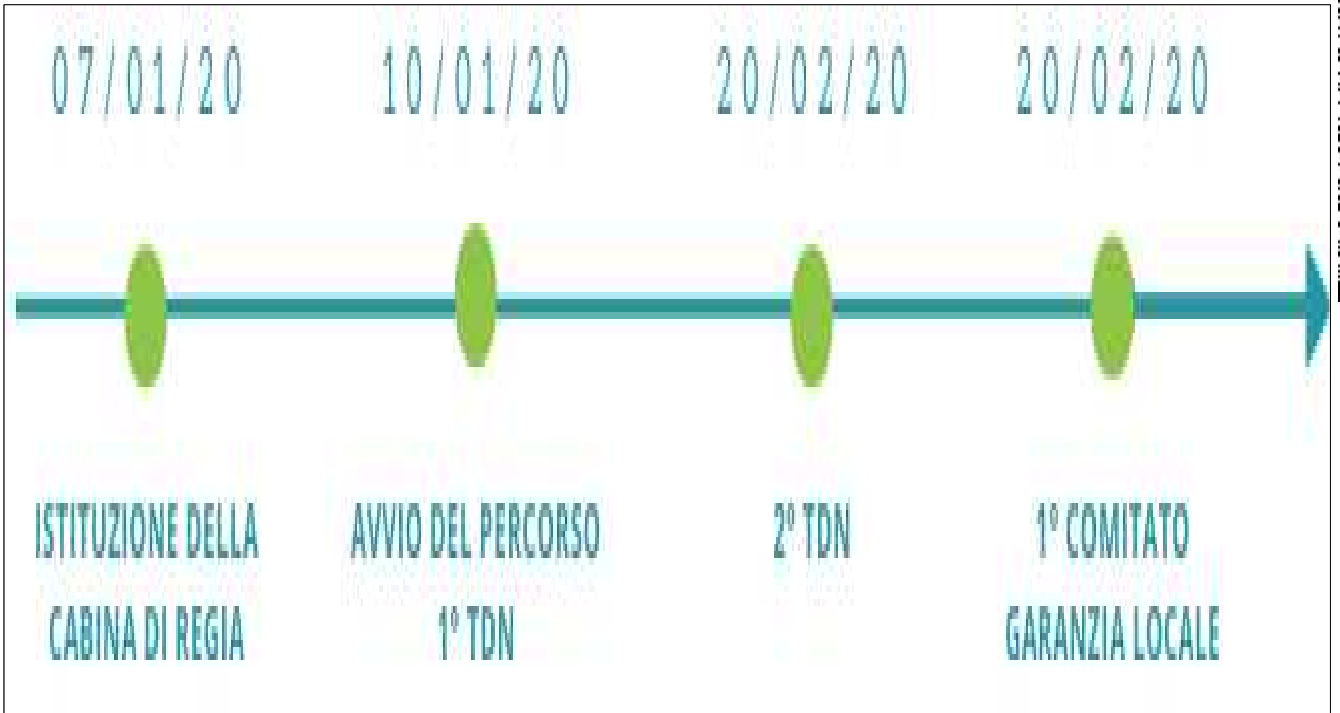 07/01/20
10/01/20
20/02/20
20/02/20
ISTITUZIONE DELLA
CABINA DI REGIA
AVVIO DEL PERCORSO
1° TDN
2° TDN
1° COMITATO
GARANZIA LOCALE